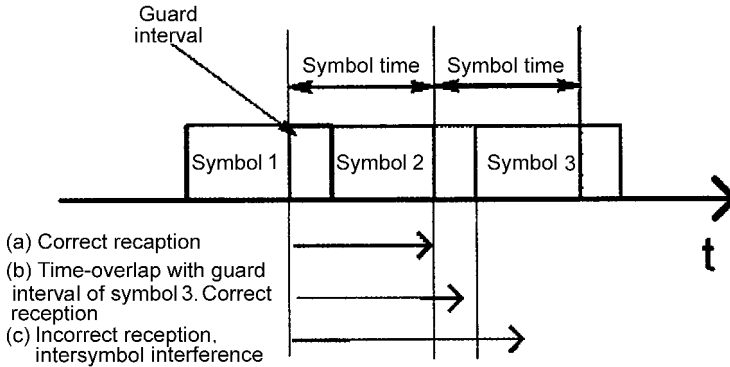 Guard
interval
Symbol time
Symbol time
Symbol 1
Symbol 2
Symbol 3
t
(a) Correct recaption
(b) Time-overlap with guard
interval of symbol 3. Correct
reception
(c) Incorrect reception,
intersymbol interference